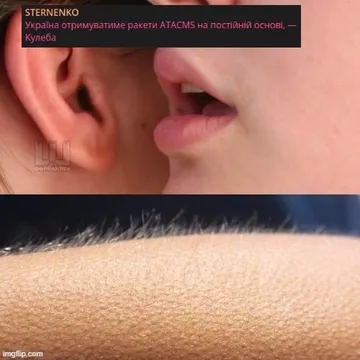 STERNENKO
Україна отримуватиме ракети ATACMS на постійній основі, —
Кулеба
imgflip.com